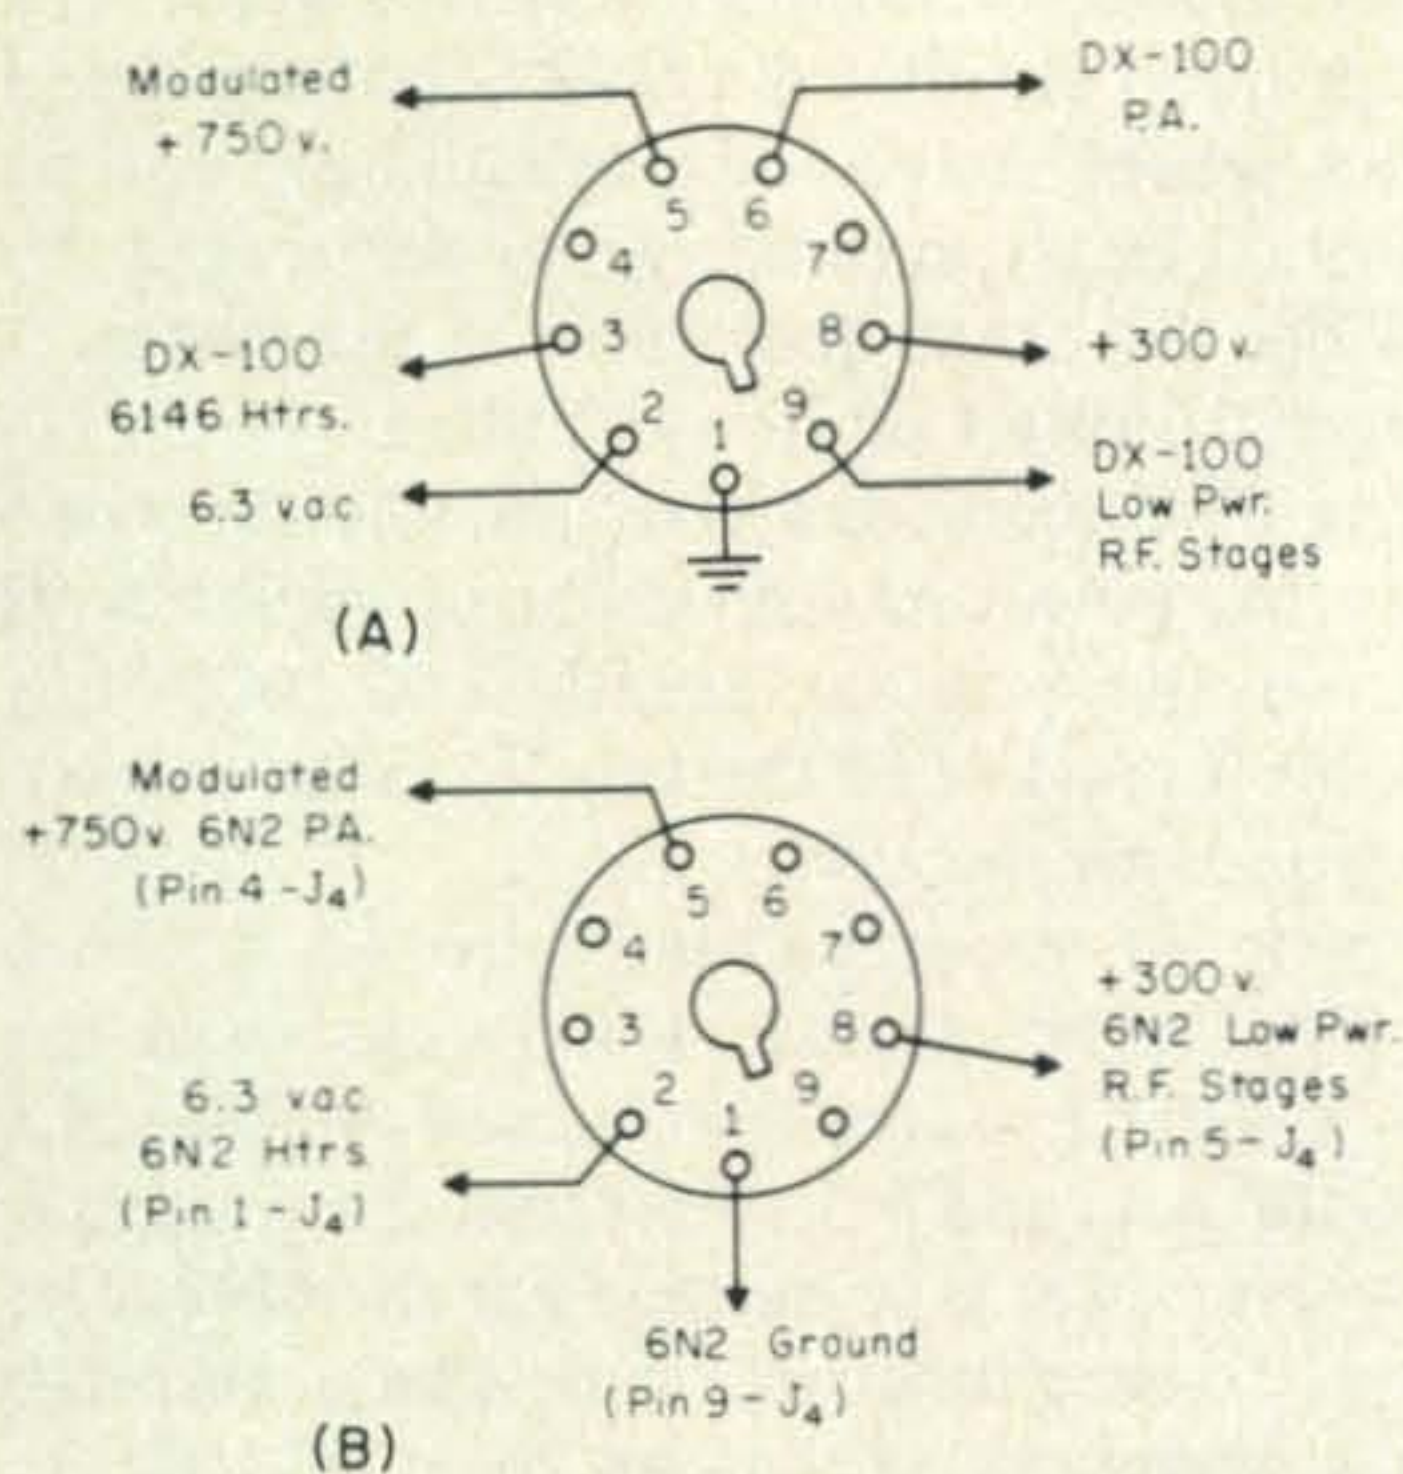 Modulated
+ 750 v.
DX-100
P.A.
5
6
4
7
DX-100
6146 Htrs.
3
8
+ 300 v.
2
9
1
6.3 v.a.c.
DX-100
Low Pwr.
R.F. Stages
(A)
Modulated
+750 v. 6N2 P.A.
(Pin 4 - J4)
5
6
4
7
3
8
+ 300 v.
6N2 Low Pwr.
R.F. Stages
(Pin 5 - J4)
2
9
1
6.3 v.a.c.
6N2 Htrs.
(Pin 1 - J4)
6N2 Ground
(Pin 9 - J4)
(B)